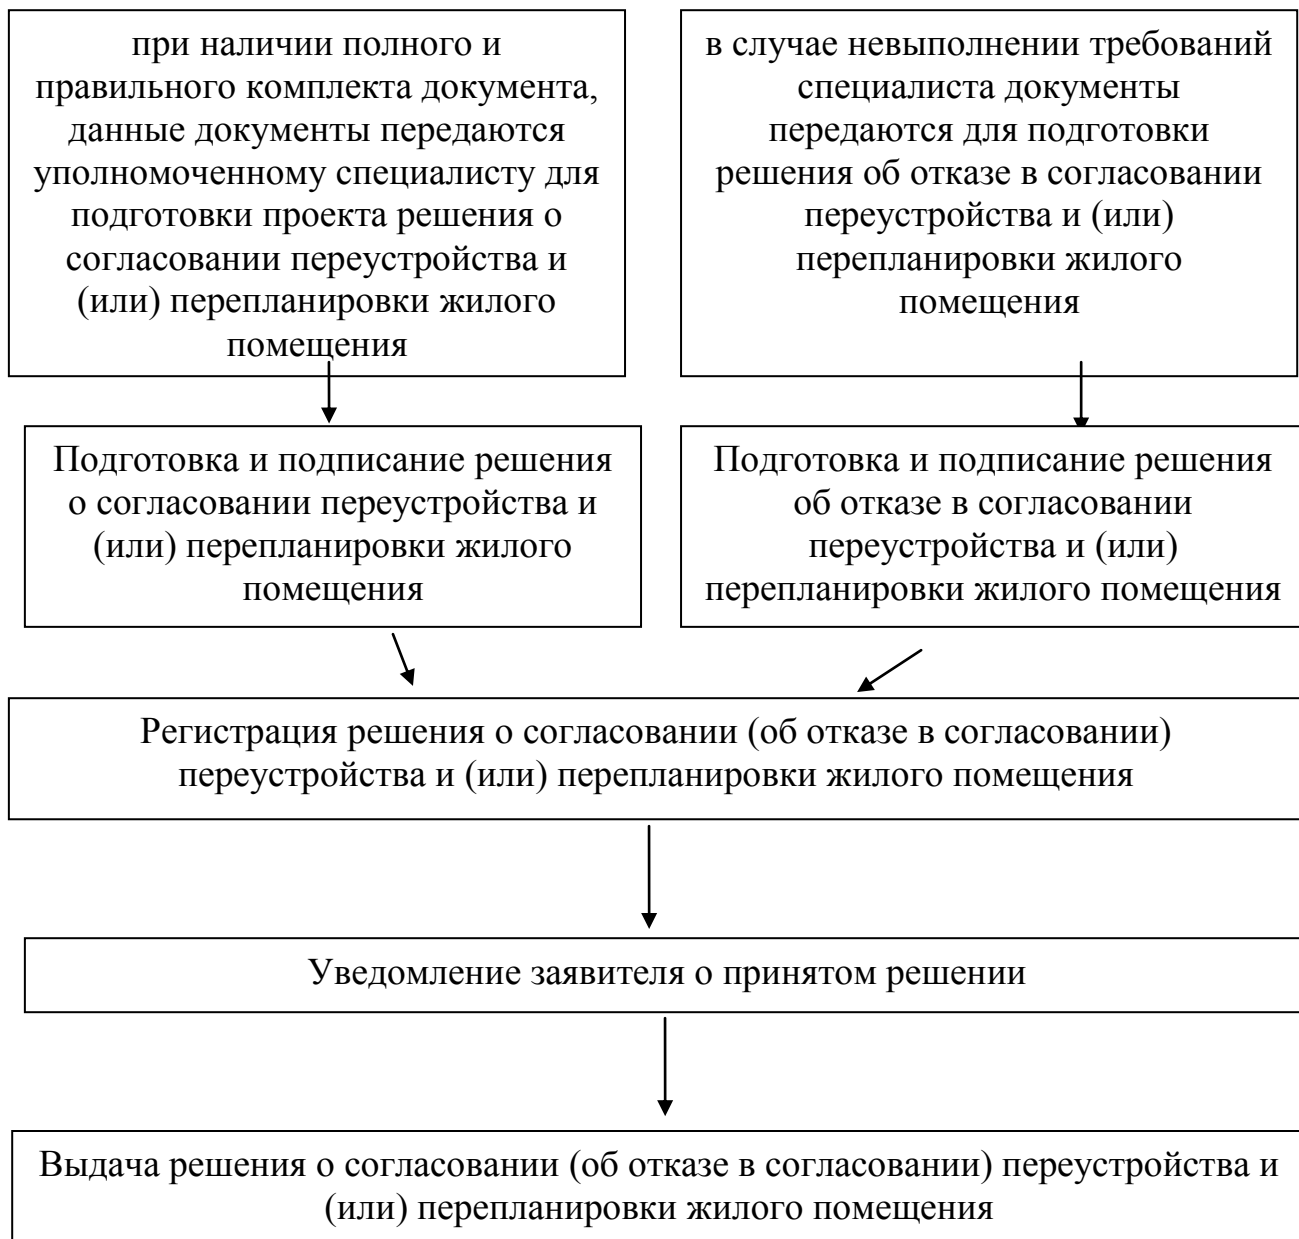 при наличии полного и
правильного комплекта документа,
данные документы передаются
уполномоченному специалисту для
подготовки проекта решения о
согласовании переустройства и
(или) перепланировки жилого
помещения
в случае невыполнении требований
специалиста документы
передаются для подготовки
решения об отказе в согласовании
переустройства и (или)
перепланировки жилого
помещения
Подготовка и подписание решения
о согласовании переустройства и
(или) перепланировки жилого
помещения
Подготовка и подписание решения
об отказе в согласовании
переустройства и (или)
перепланировки жилого помещения
Регистрация решения о согласовании (об отказе в согласовании)
переустройства и (или) перепланировки жилого помещения
Уведомление заявителя о принятом решении
Выдача решения о согласовании (об отказе в согласовании) переустройства и
(или) перепланировки жилого помещения